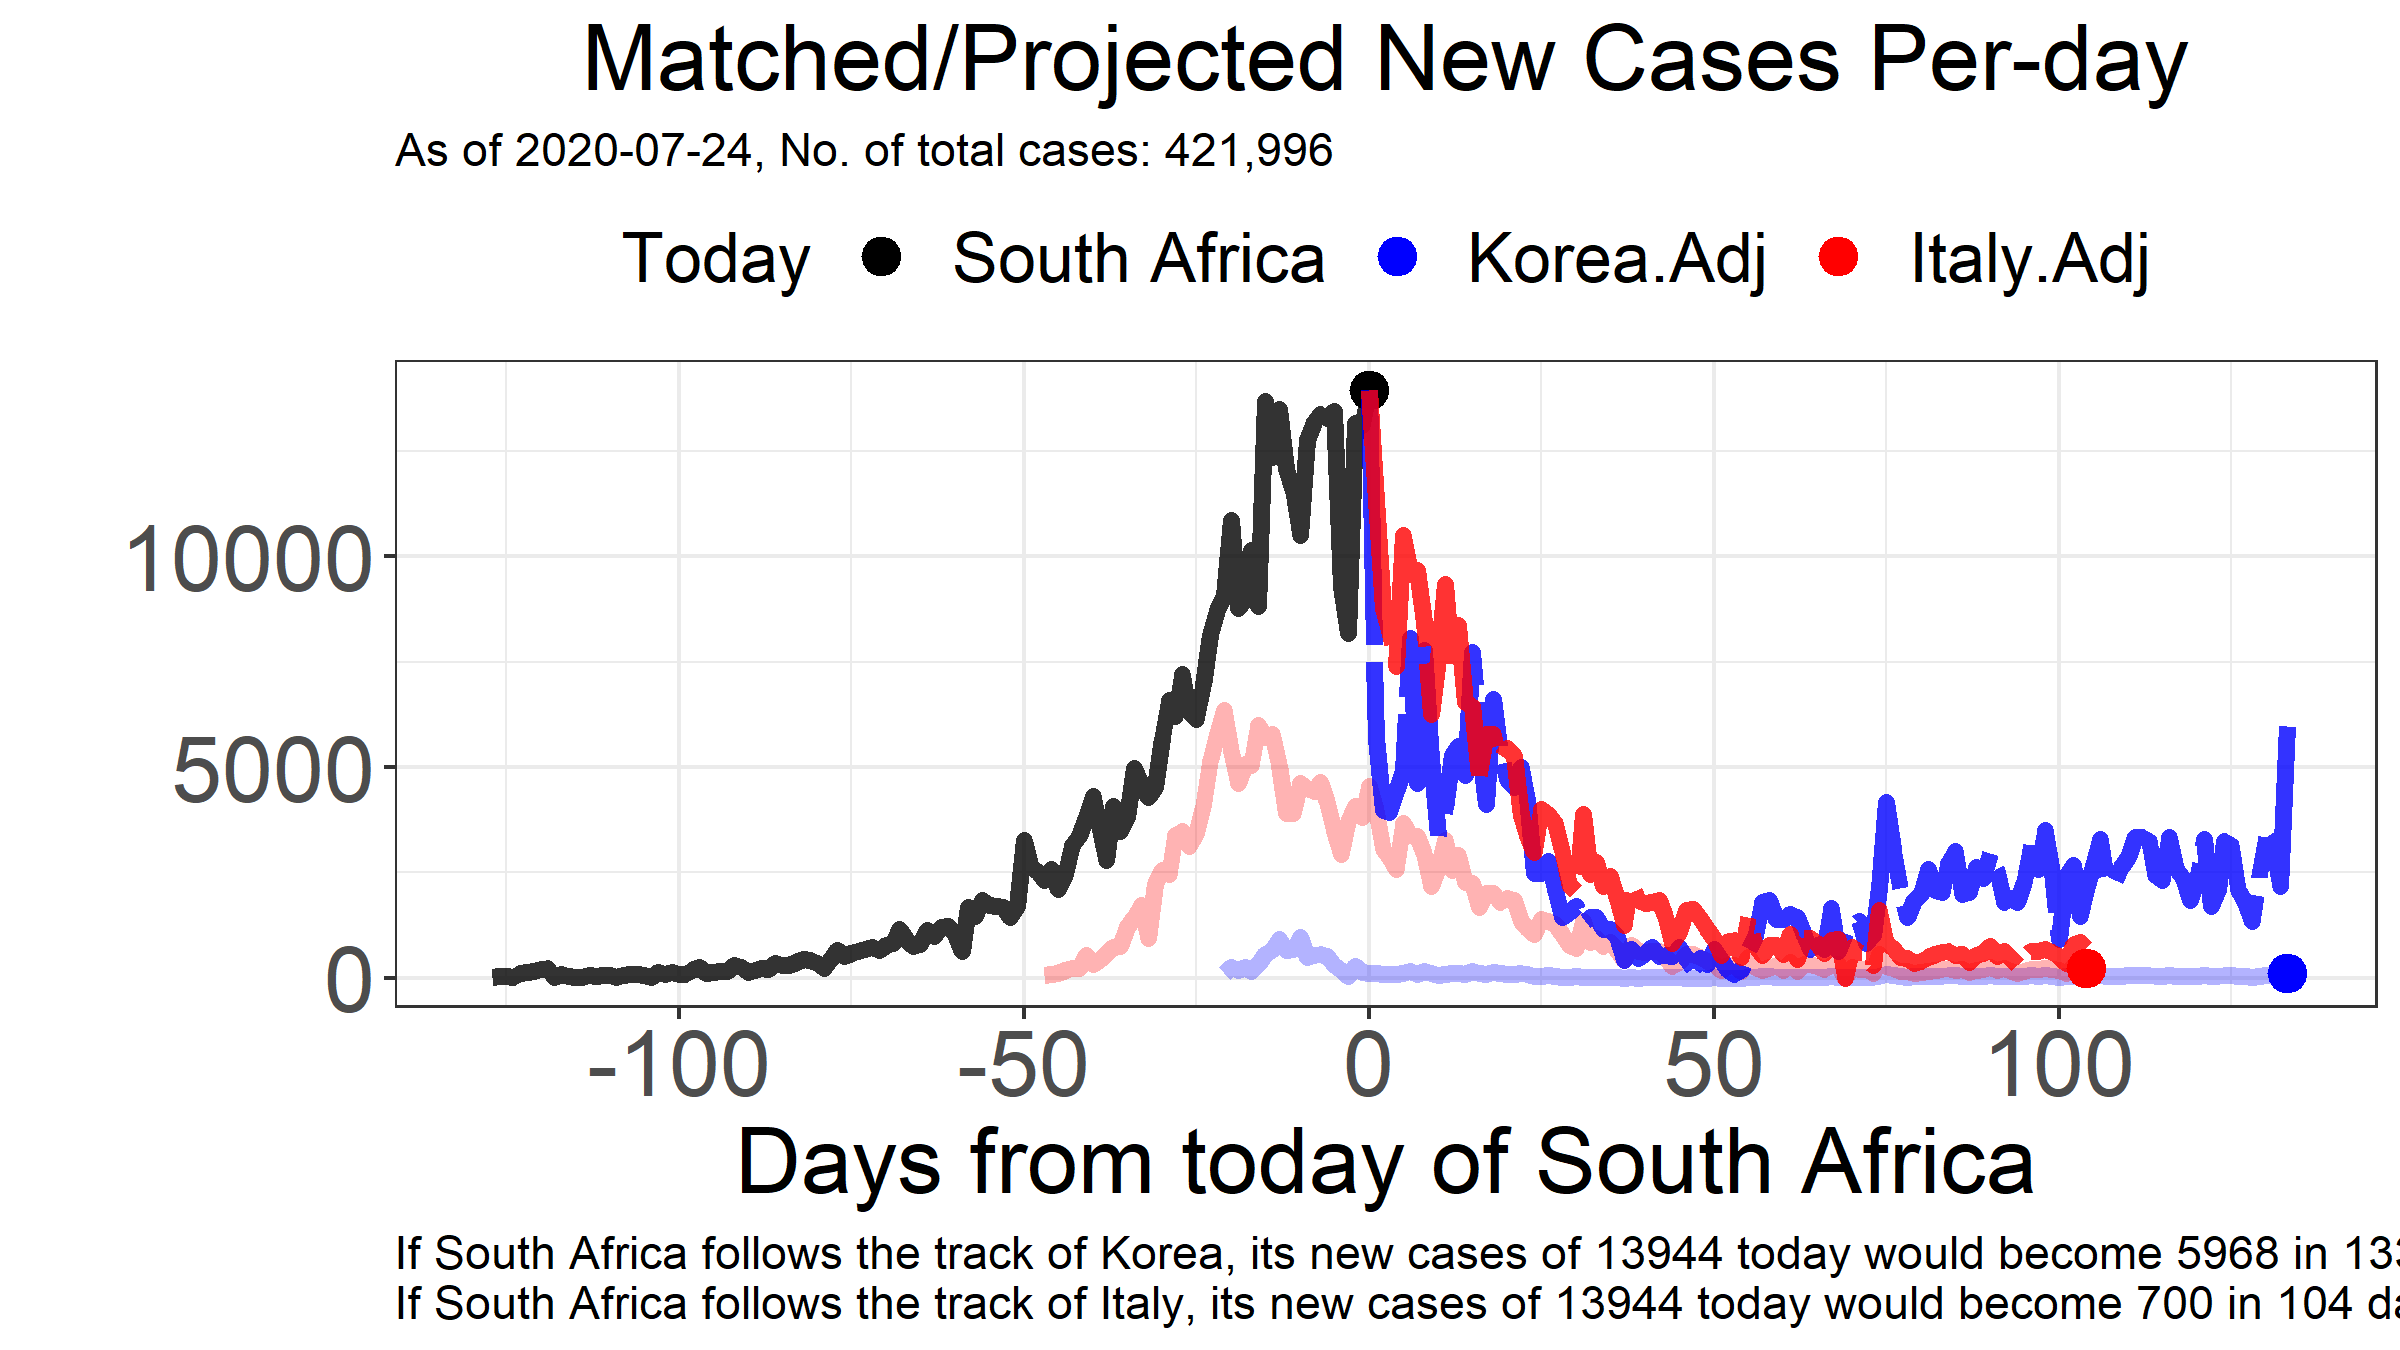 Matched/Projected New Cases Per-day
As of 2020-07-24, No. of total cases: 421,996
Today South Africa Korea.Adj Italy.Adj
10000
5000
0
-100 -50 0 50 100
Days from today of South Africa
If South Africa follows the track of Korea, its new cases of 13944 today would become 5968 in
If South Africa follows the track of Italy, its new cases of 13944 today would become 700 in 104